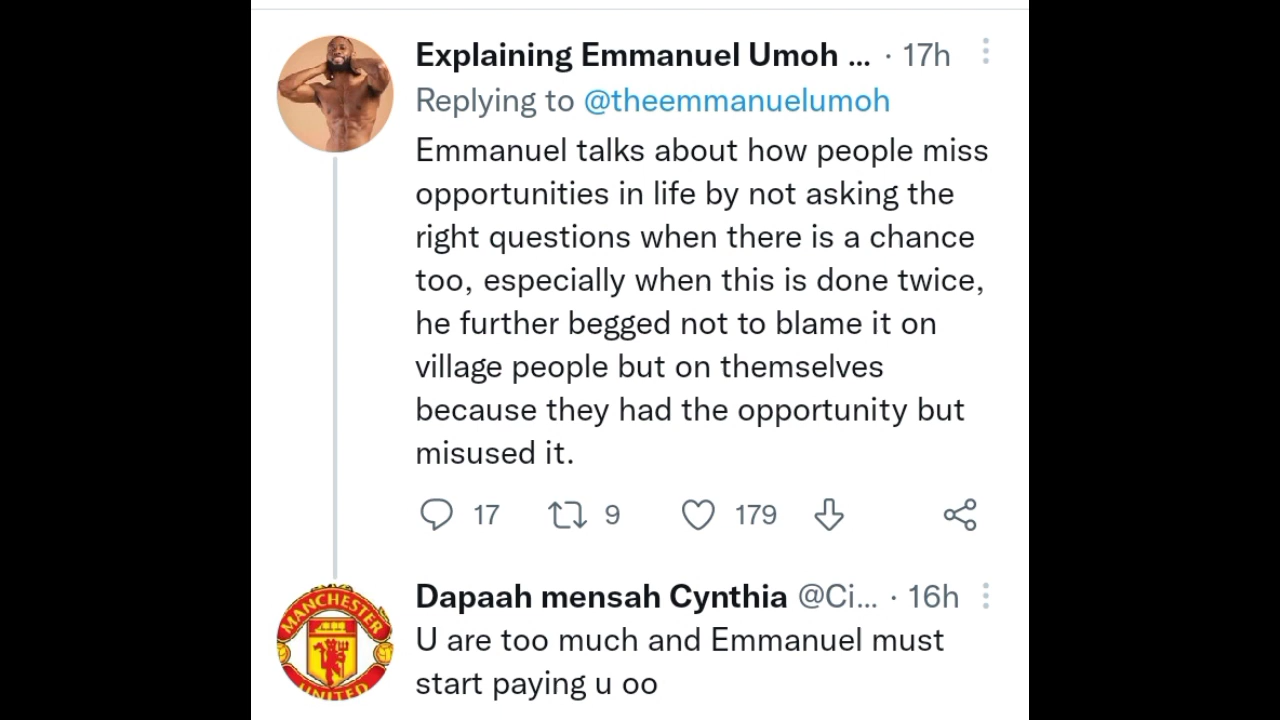 Explaining Emmanuel Umoh ... · 17h
Replying to @theemmanuelumoh
Emmanuel talks about how people miss
opportunities in life by not asking the
right questions when there is a chance
too, especially when this is done twice,
he further begged not to blame it on
village people but on themselves
because they had the opportunity but
misused it.
17 9 179
MANCHESTER
UNITED
Dapaah mensah Cynthia @Ci... · 16h
U are too much and Emmanuel must
start paying u oo